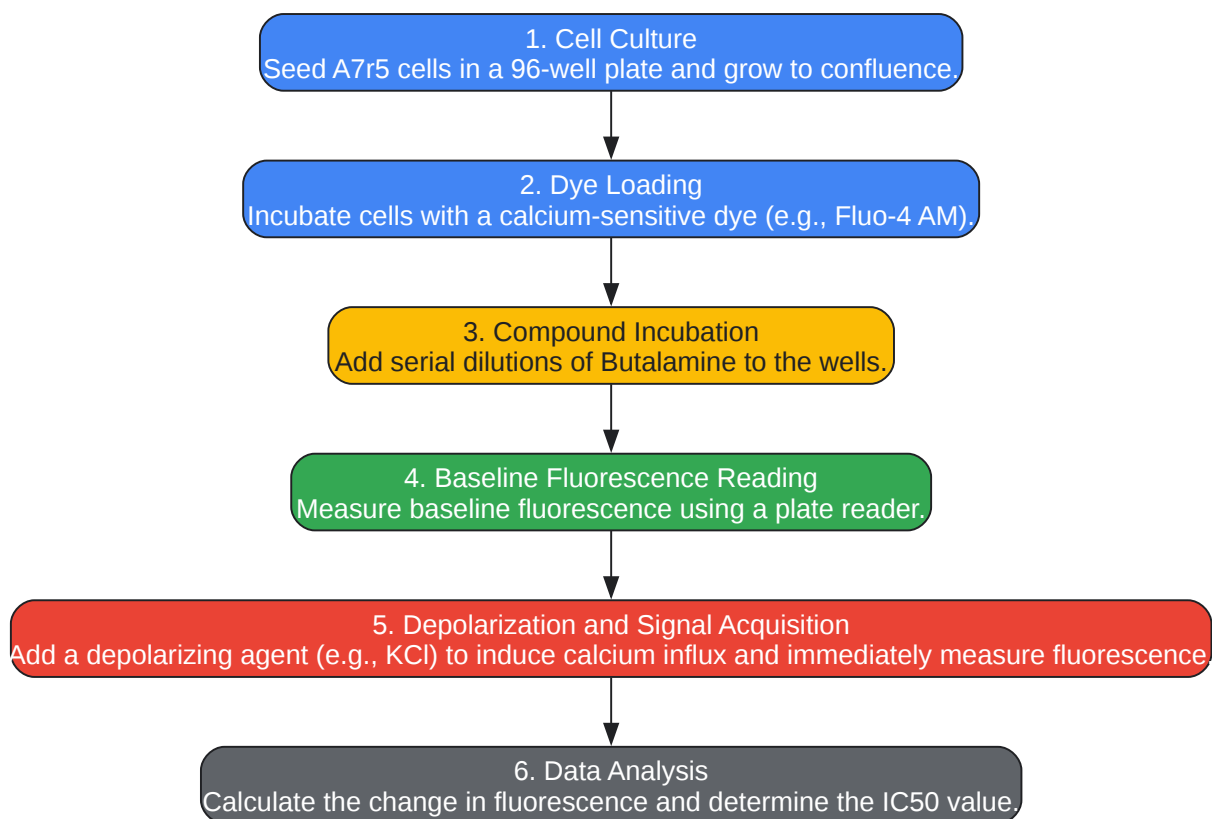 1. Cell Culture
Seed A7r5 cells in a 96-well plate and grow to confluence.
2. Dye Loading
Incubate cells with a calcium-sensitive dye (e.g., Fluo-4 AM).
3. Compound Incubation
Add serial dilutions of Butalamine to the wells.
4. Baseline Fluorescence Reading
Measure baseline fluorescence using a plate reader.
5. Depolarization and Signal Acquisition
Add a depolarizing agent (e.g., KCl) to induce calcium influx and immediately measure fluorescence.
6. Data Analysis
Calculate the change in fluorescence and determine the IC50 value.